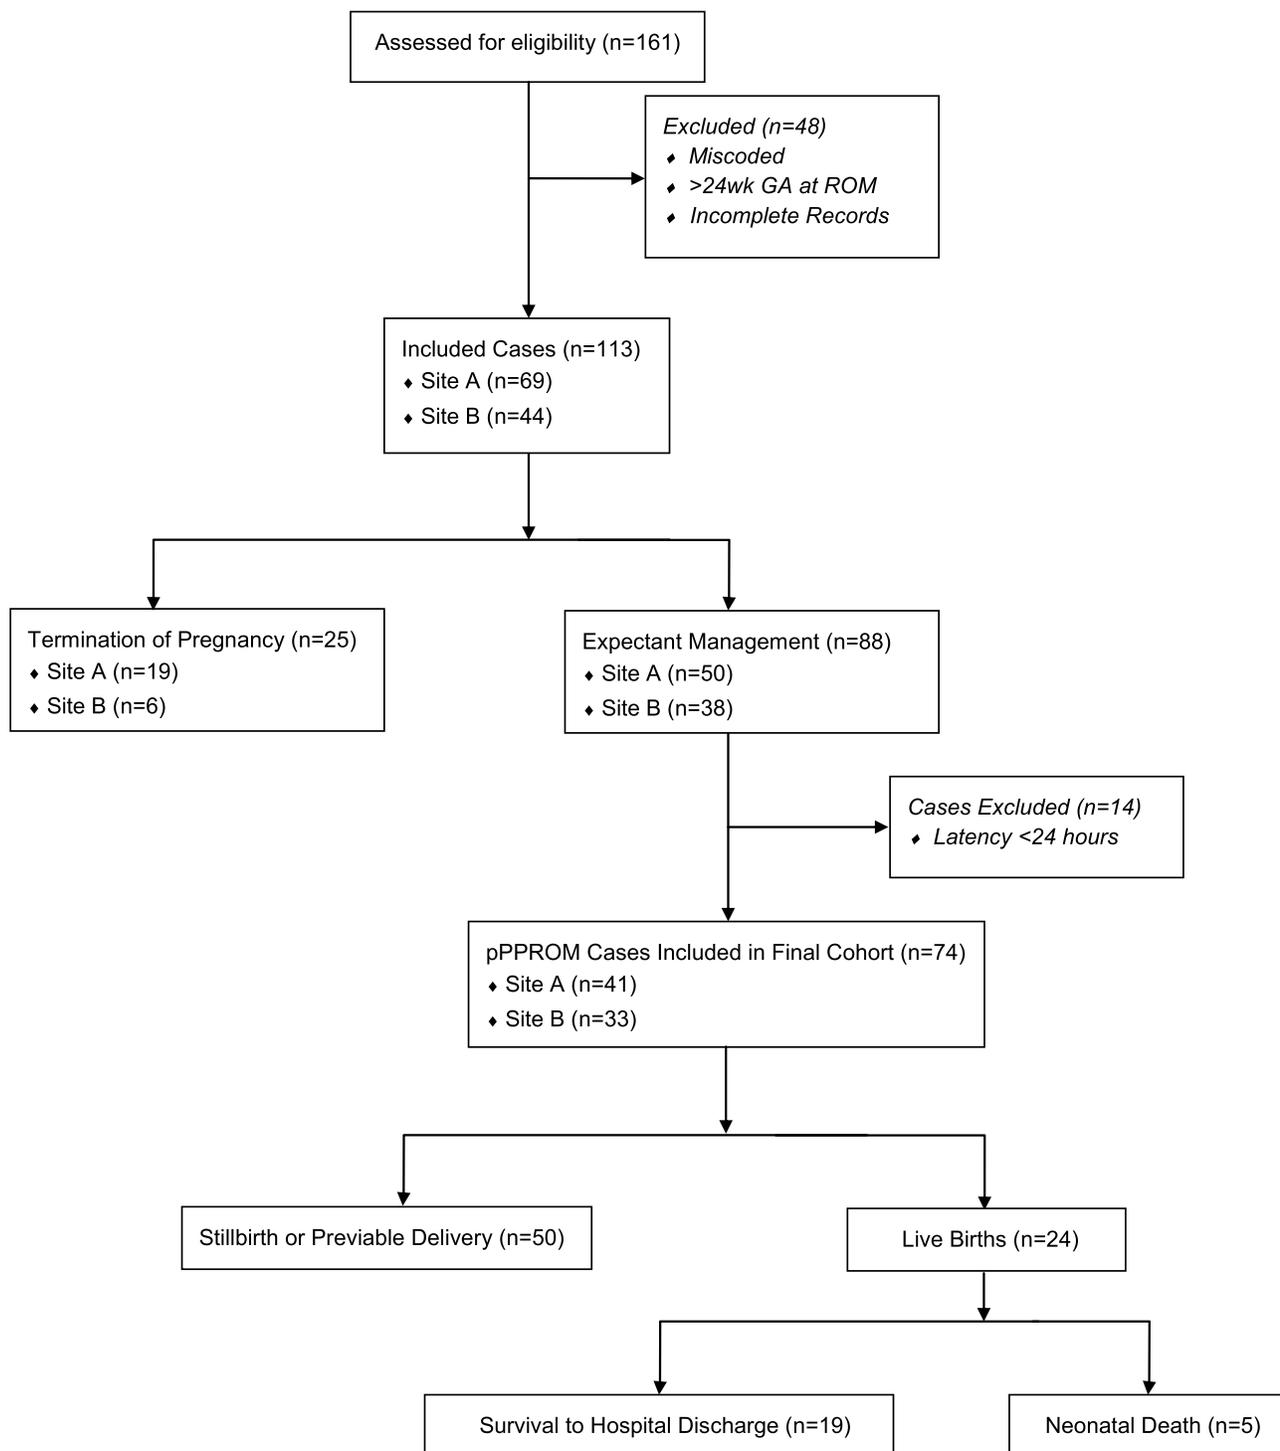 Assessed for eligibility (n=161)
Excluded (n=48)
♦ Miscoded
♦ >24wk GA at ROM
♦ Incomplete Records
Included Cases (n=113)
♦ Site A (n=69)
♦ Site B (n=44)
Termination of Pregnancy (n=25)
♦ Site A (n=19)
♦ Site B (n=6)
Expectant Management (n=88)
♦ Site A (n=50)
♦ Site B (n=38)
Cases Excluded (n=14)
♦ Latency <24 hours
pPPROM Cases Included in Final Cohort (n=74)
♦ Site A (n=41)
♦ Site B (n=33)
Stillbirth or Previable Delivery (n=50)
Live Births (n=24)
Survival to Hospital Discharge (n=19)
Neonatal Death (n=5)